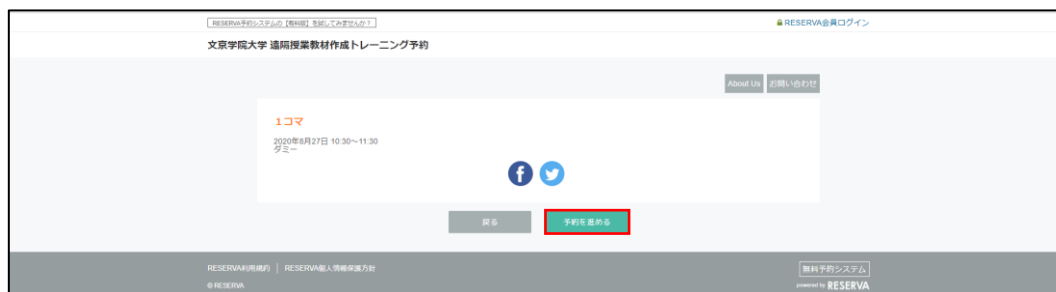 RESERVA予約システムの【無料版】を試してみませんか？
RESERVA会員ログイン
文京学院大学 遠隔授業教材作成トレーニング予約
About Us お問い合わせ
1コマ
2020年8月27日 10:30～11:30
ダミー
戻る 予約を進める
RESERVA利用規約 | RESERVA個人情報保護方針
無料予約システム
© RESERVA
powered by RESERVA